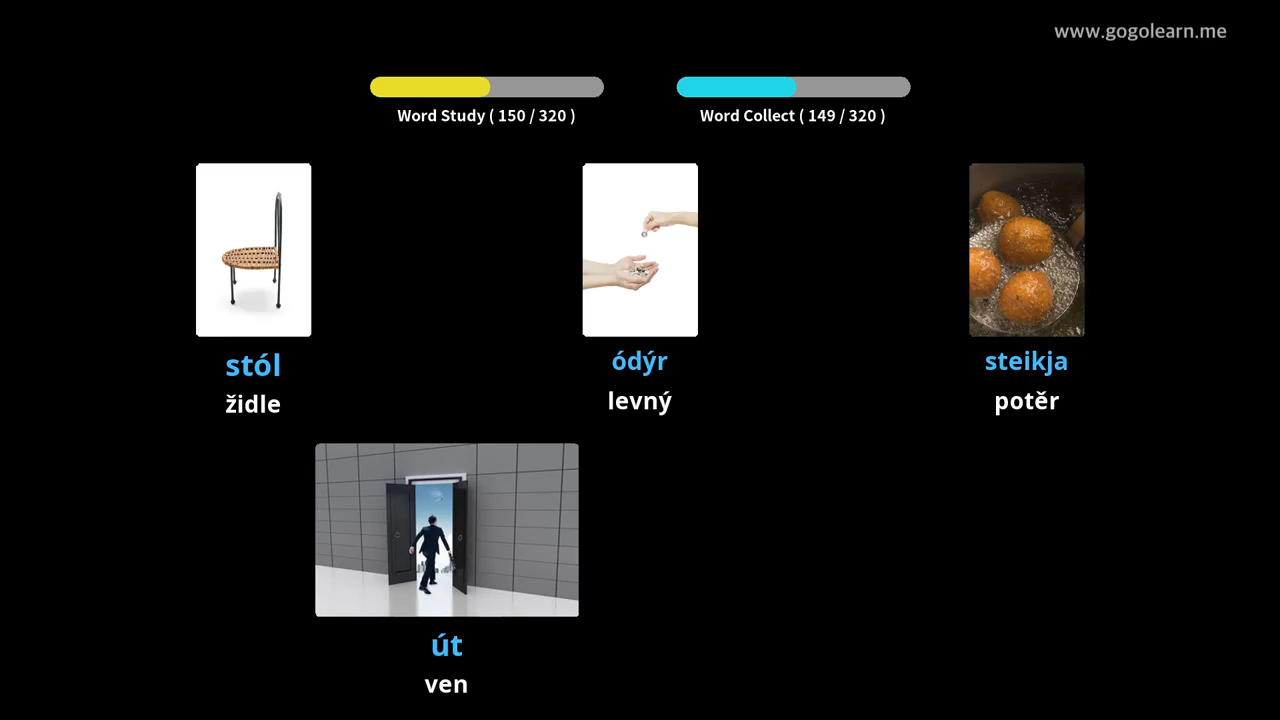 www.gogolearn.me
Word Study ( 150 / 320 )
Word Collect ( 149 / 320 )
stól
židle
ódýr
levný
steikja
potěr
út
ven